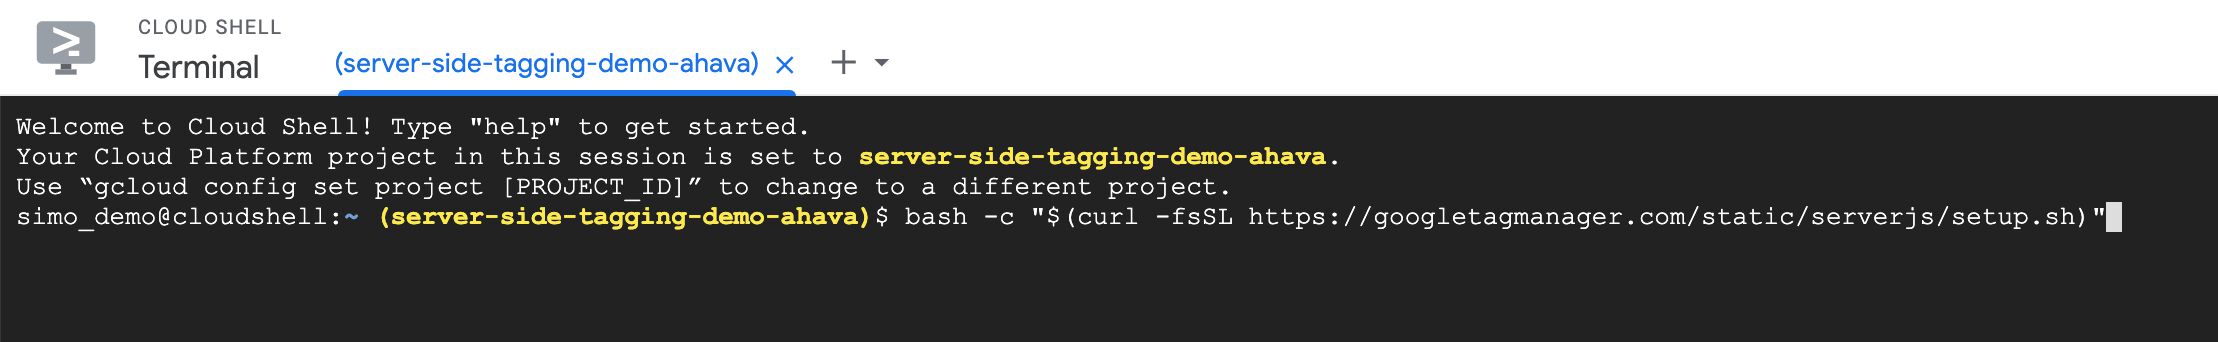 CLOUD SHELL
Terminal
(server-side-tagging-demo-ahava)
Welcome to Cloud Shell! Type "help" to get started.
Your Cloud Platform project in this session is set to server-side-tagging-demo-ahava.
Use “gcloud config set project [PROJECT_ID]” to change to a different project.
simo_demo@cloudshell:~ (server-side-tagging-demo-ahava)$ bash -c "$(curl -fsSL https://googletagmanager.com/static/serverjs/setup.sh)"